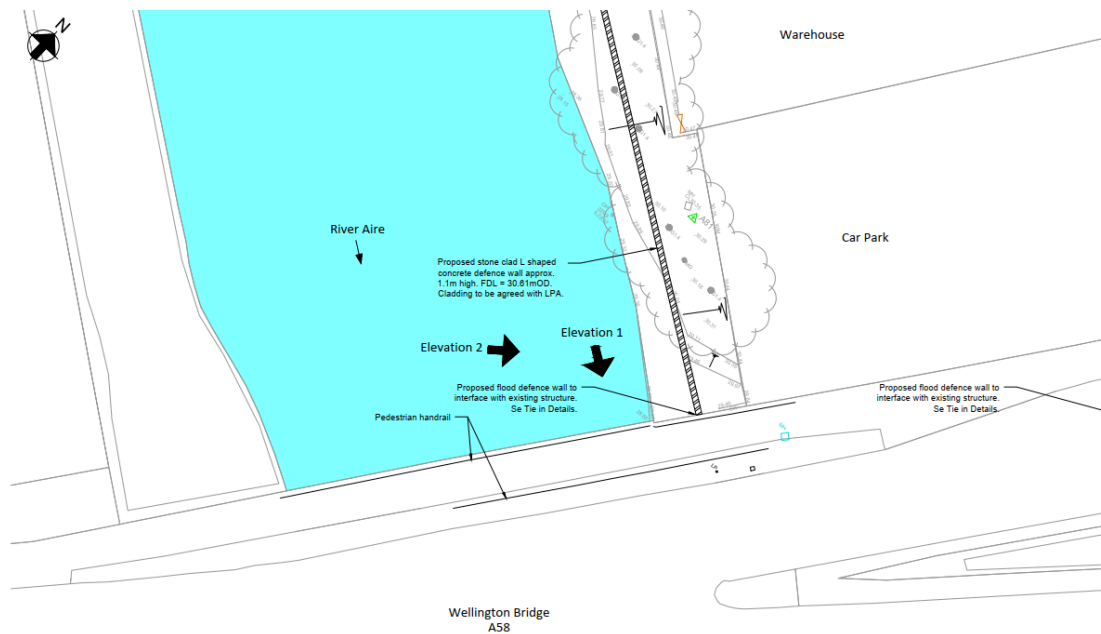 N
Warehouse
River Aire
Car Park
A81
Proposed stone clad L shaped
concrete defence wall approx.
1.1m high. FDL = 30.61mOD.
Cladding to be agreed with LPA.
Elevation 1
Elevation 2
Proposed flood defence wall to
interface with existing structure.
Se Tie in Details.
Proposed flood defence wall to
interface with existing structure.
Se Tie in Details.
Pedestrian handrail
Wellington Bridge
A58